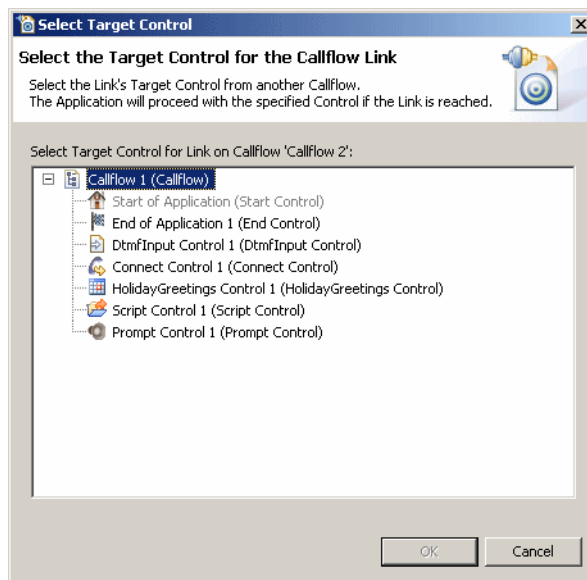 Select Target Control
Select the Target Control for the Callflow Link
Select the Link's Target Control from another Callflow.
The Application will proceed with the specified Control if the Link is reached.
Select Target Control for Link on Callflow 'Callflow 2':
Callflow 1 (Callflow)
Start of Application (Start Control)
End of Application 1 (End Control)
DtmfInput Control 1 (DtmfInput Control)
Connect Control 1 (Connect Control)
HolidayGreetings Control 1 (HolidayGreetings Control)
Script Control 1 (Script Control)
Prompt Control 1 (Prompt Control)
OK Cancel